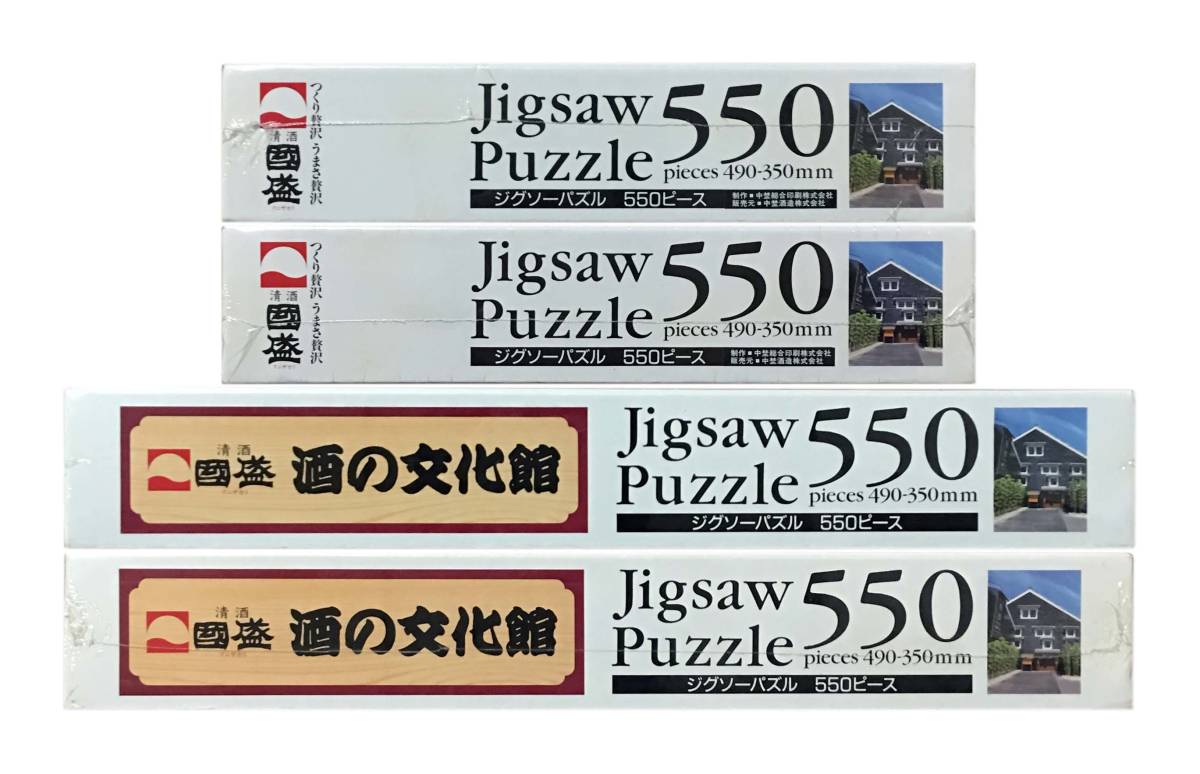 つくり贅沢 うまさ贅沢
清酒
國盛
Jigsaw
Puzzle
550
pieces 490-350mm
ジグソーパズル 550ピース
制作■中埜総合印刷株式会社
販売元■中埜酒造株式会社
つくり贅沢 うまさ贅沢
清酒
國盛
Jigsaw
Puzzle
550
pieces 490-350mm
ジグソーパズル 550ピース
制作■中埜総合印刷株式会社
販売元■中埜酒造株式会社
清酒
國盛
酒の文化館
Jigsaw
Puzzle
550
pieces 490-350mm
ジグソーパズル 550ピース
清酒
國盛
酒の文化館
Jigsaw
Puzzle
550
pieces 490-350mm
ジグソーパズル 550ピース